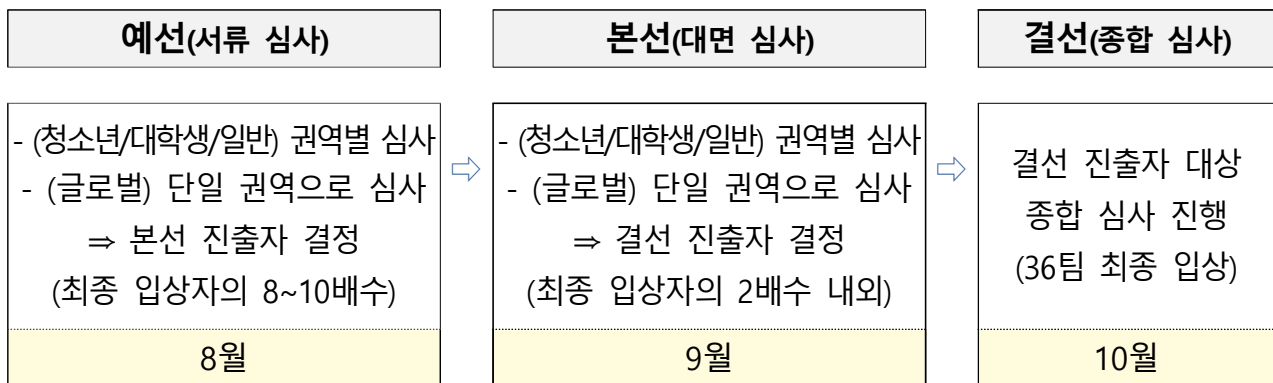 예선(서류 심사)
- (청소년/대학생/일반) 권역별 심사
- (글로벌) 단일 권역으로 심사
⇒ 본선 진출자 결정
(최종 입상자의 8~10배수)
8월
본선(대면 심사)
- (청소년/대학생/일반) 권역별 심사
- (글로벌) 단일 권역으로 심사
⇒ 결선 진출자 결정
(최종 입상자의 2배수 내외)
9월
결선(종합 심사)
결선 진출자 대상
종합 심사 진행
(36팀 최종 입상)
10월